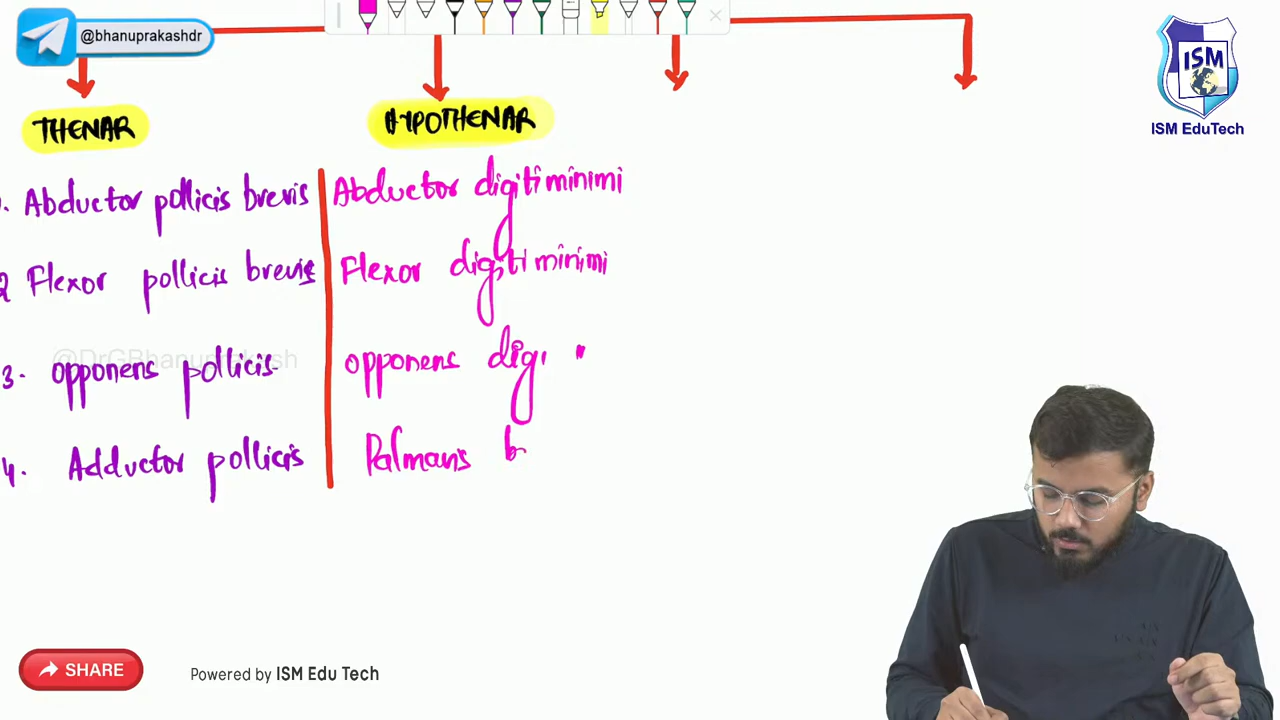 @bhanuprakashdr
ISM
ISM EduTech
THENAR
HYPOTHENAR
Abductor pollicis brevis
Abductor digiti minimi
2 Flexor pollicis brevis
Flexor digiti minimi
@DrGBhanuprakash
3. opponens pollicis
opponens digi
4. Adductor pollicis
Palmaris b
SHARE
Powered by ISM Edu Tech